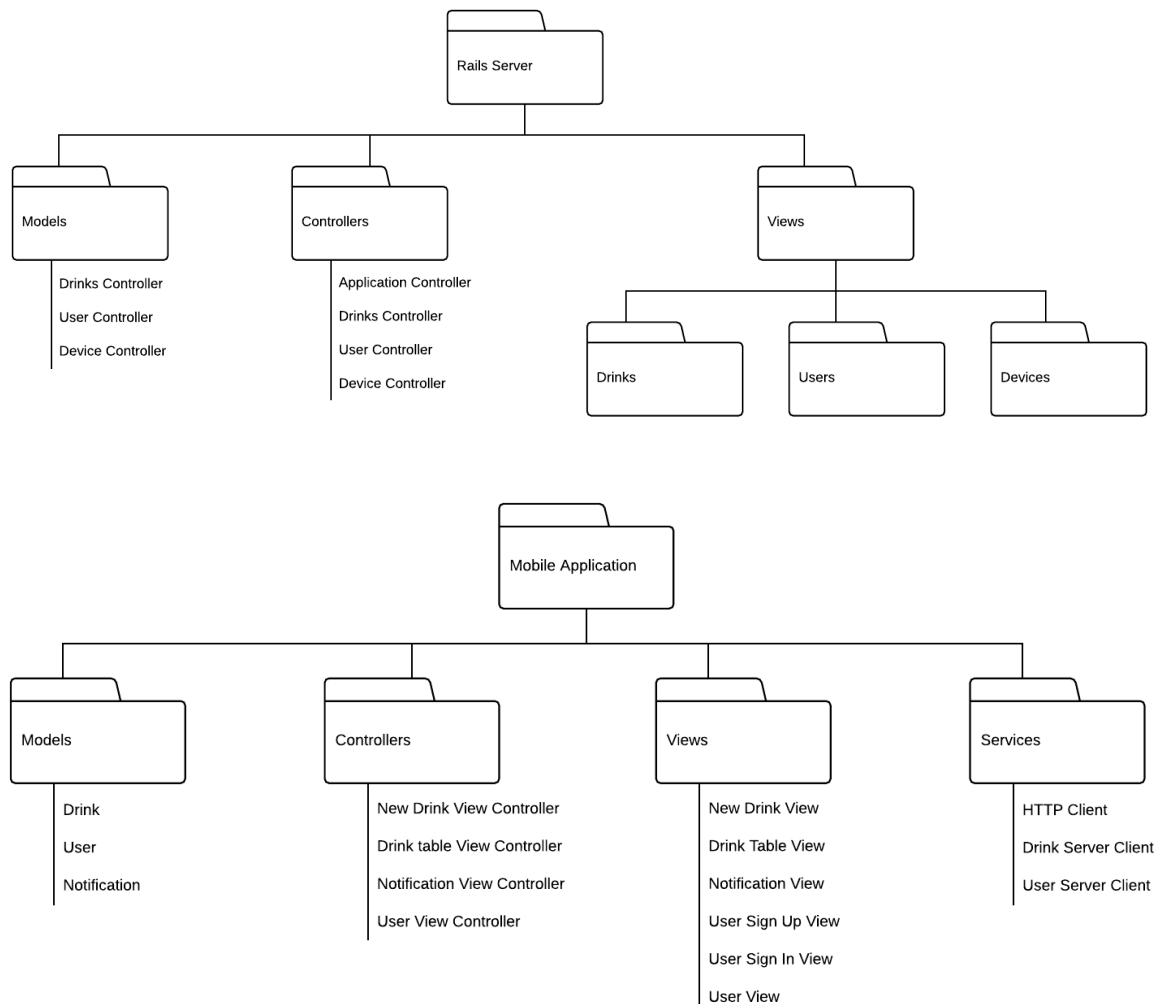 Rails Server
Models
Controllers
Views
Drinks Controller
User Controller
Device Controller
Application Controller
Drinks Controller
User Controller
Device Controller
Drinks
Users
Devices
Mobile Application
Models
Controllers
Views
Services
Drink
User
Notification
New Drink View Controller
Drink table View Controller
Notification View Controller
User View Controller
New Drink View
Drink Table View
Notification View
User Sign Up View
User Sign In View
User View
HTTP Client
Drink Server Client
User Server Client